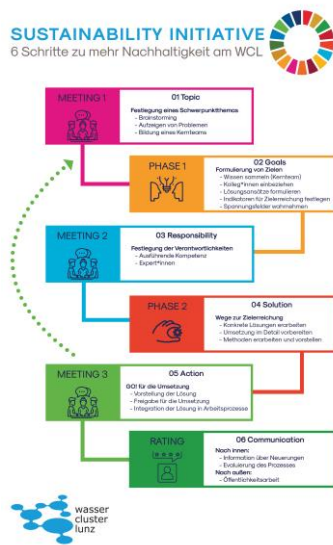 SUSTAINABILITY INITIATIVE
6 Schritte zu mehr Nachhaltigkeit am WCL
MEETING 1
01 Topic
Festlegung eines Schwerpunktthemas
- Brainstorming
- Aufzeigen von Problemen
- Bildung eines Kernteams
PHASE 1
02 Goals
Formulierung von Zielen
- Wissen sammeln (Kernteam)
- Kolleg*innen einbeziehen
- Lösungsansätze formulieren
- Indikatoren für Zielerreichung festlegen
- Spannungsfelder wahrnehmen
MEETING 2
03 Responsibility
Festlegung der Verantwortlichkeiten
- Ausführende Kompetenz
- Expert*innen
PHASE 2
04 Solution
Wege zur Zielerreichung
- Konkrete Lösungen erarbeiten
- Umsetzung in Detail vorbereiten
- Methoden erarbeiten und vorstellen
MEETING 3
05 Action
GO! für die Umsetzung
- Vorstellung der Lösung
- Freigabe für die Umsetzung
- Integration der Lösung in Arbeitsprozesse
RATING
06 Communication
Nach innen:
- Information über Neuerungen
- Evaluierung des Prozesses
Nach außen:
- Öffentlichkeitsarbeit
wasser
cluster
lunz